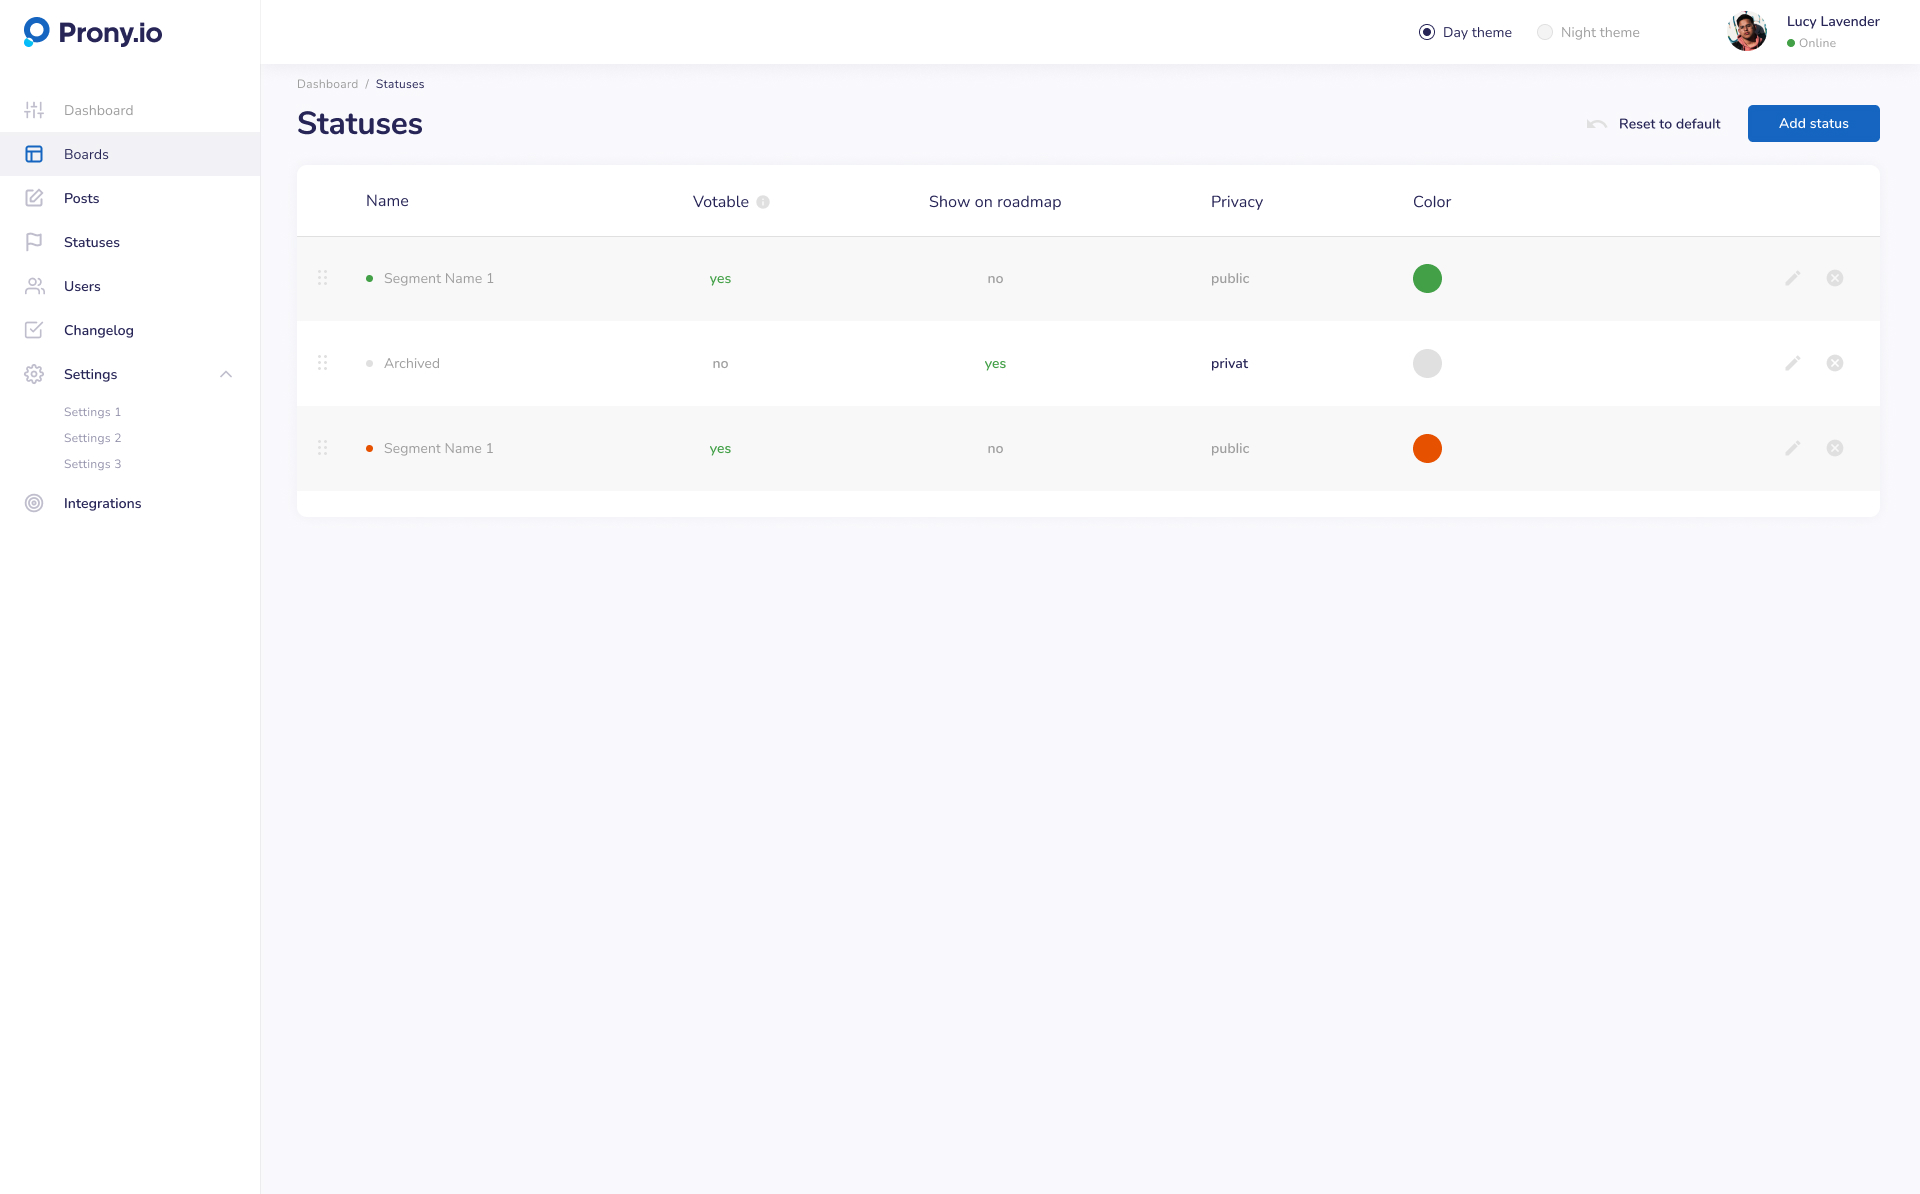 Prony.io
Day theme
Night theme
Lucy Lavender
Online
Dashboard
Boards
Posts
Statuses
Users
Changelog
Settings
Settings 1
Settings 2
Settings 3
Integrations
Dashboard / Statuses
Statuses
Reset to default
Add status
Name Votable Show on roadmap Privacy Color
Segment Name 1 yes no public
Archived no yes privat
Segment Name 1 yes no public